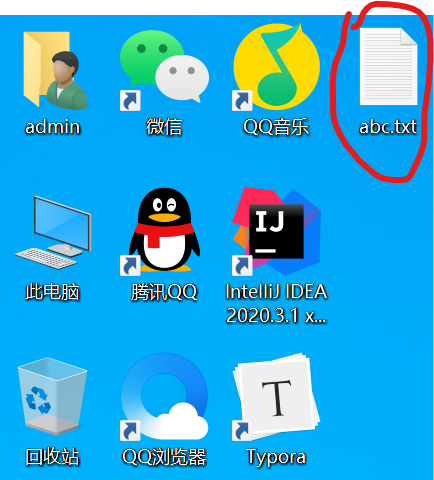 admin
微信
QQ音乐
abc.txt
此电脑
腾讯QQ
IJ
IntelliJ IDEA
2020.3.1 x...
回收站
QQ浏览器
T
Typora